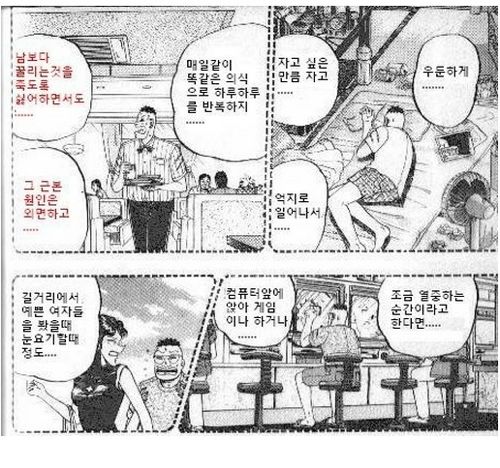 우둔하게
.......
자고 싶은
만큼 자고
.....
억지로
일어나서
.....
매일같이
똑같은 의식
으로 하루하루
를 반복하지
......
남보다
꿀리는것을
죽도록
싫어하면서도
......
그 근본
원인은
외면하고
.....
조금 열중하는
순간이라고
한다면.....
컴퓨터앞에
앉아 게임
이나 하거나
......
길거리에서
예쁜 여자들
을 봤을때
눈요기할때
정도....